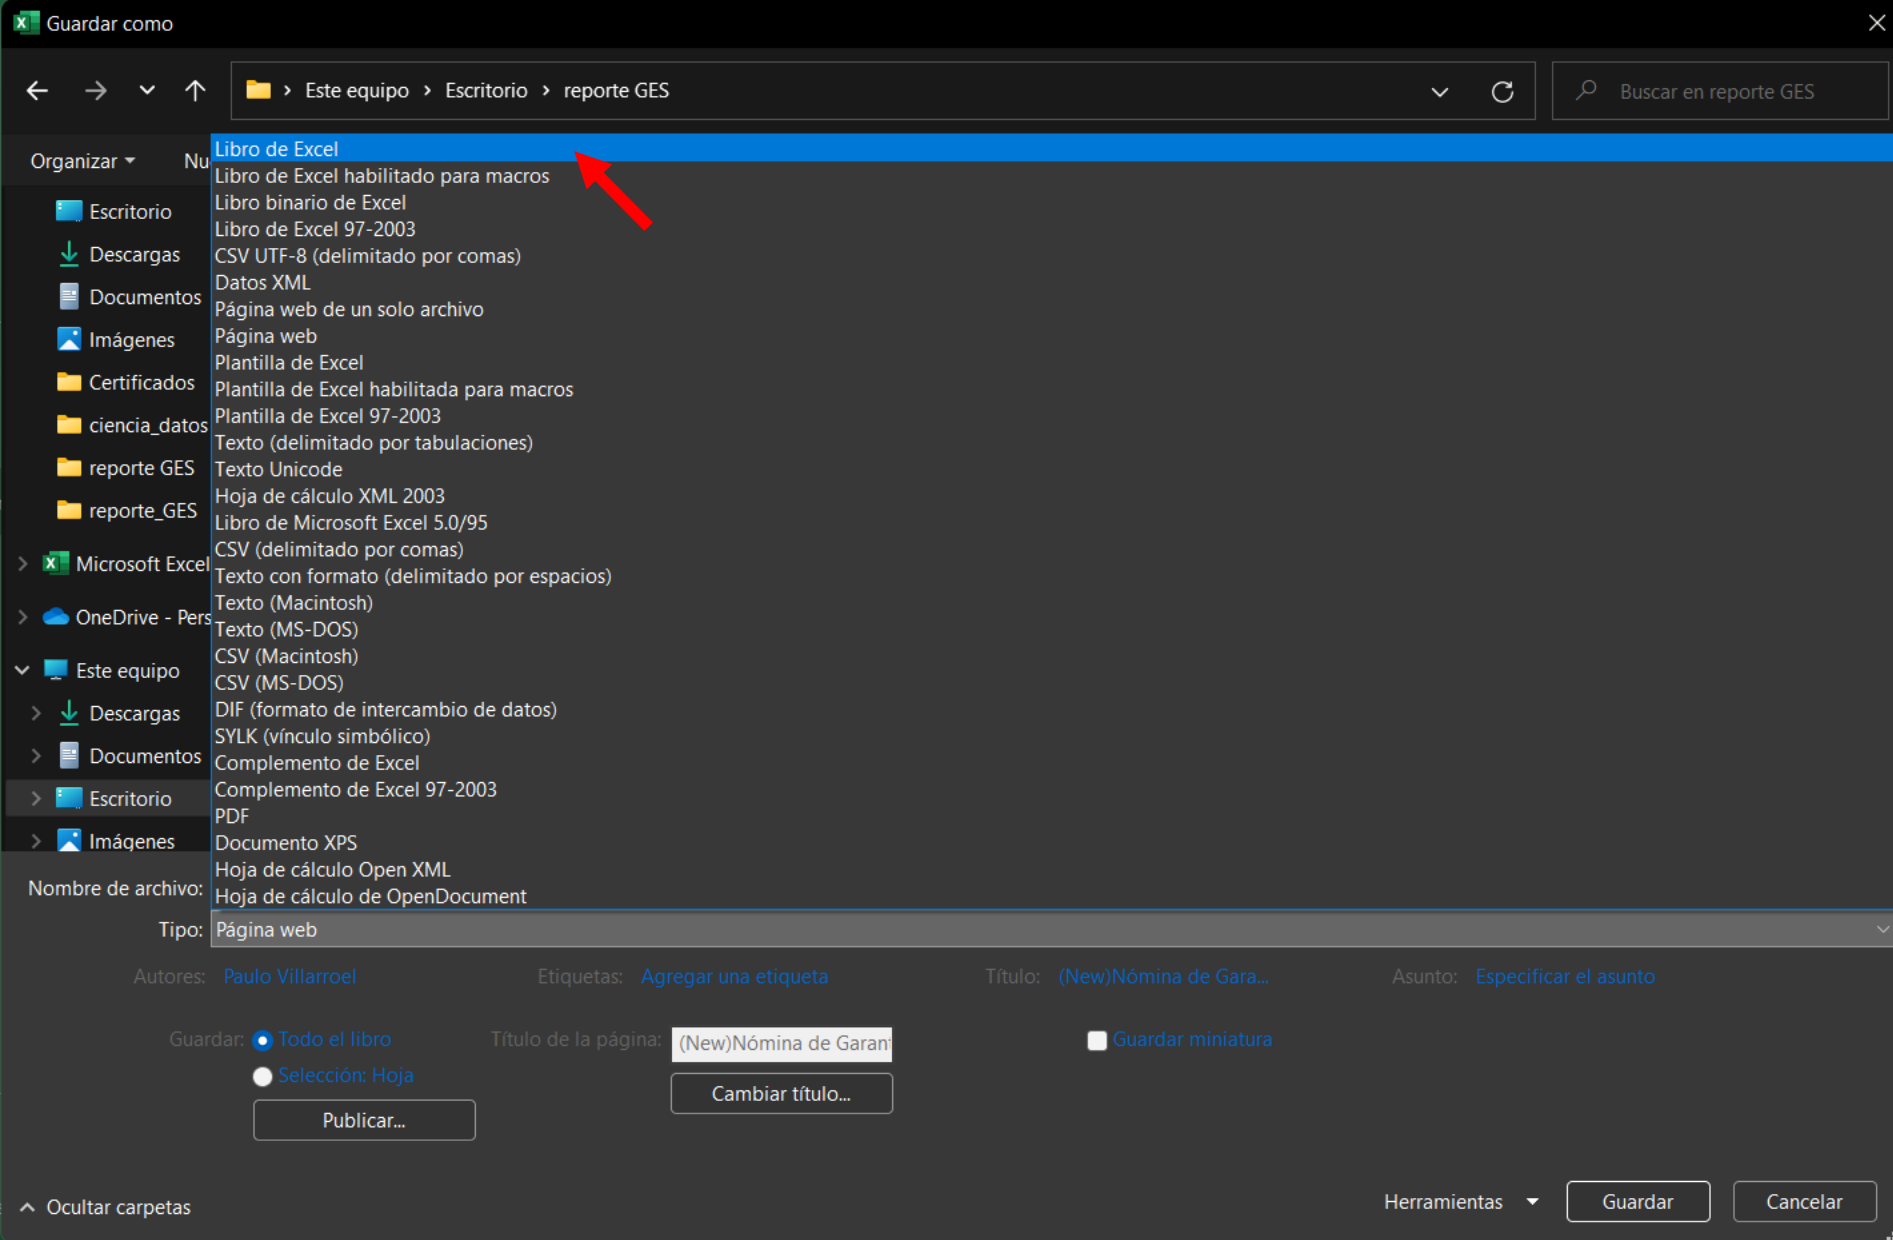 Guardar como
Este equipo > Escritorio > reporte GES
Buscar en reporte GES
Organizar
Nu
Libro de Excel
Libro de Excel habilitado para macros
Libro binario de Excel
Libro de Excel 97-2003
CSV UTF-8 (delimitado por comas)
Datos XML
Página web de un solo archivo
Página web
Plantilla de Excel
Plantilla de Excel habilitada para macros
Plantilla de Excel 97-2003
Texto (delimitado por tabulaciones)
Texto Unicode
Hoja de cálculo XML 2003
Libro de Microsoft Excel 5.0/95
CSV (delimitado por comas)
Texto con formato (delimitado por espacios)
Texto (Macintosh)
Texto (MS-DOS)
CSV (Macintosh)
CSV (MS-DOS)
DIF (formato de intercambio de datos)
SYLK (vínculo simbólico)
Complemento de Excel
Complemento de Excel 97-2003
PDF
Documento XPS
Hoja de cálculo Open XML
Hoja de cálculo de OpenDocument
Escritorio
Descargas
Documentos
Imágenes
Certificados
ciencia_datos
reporte GES
reporte_GES
Microsoft Excel
OneDrive - Pers
Este equipo
Descargas
Documentos
Escritorio
Imágenes
Nombre de archivo:
Tipo: Página web
Autores: Paulo Villarroel
Etiquetas: Agregar una etiqueta
Título: (New)Nómina de Gara...
Asunto: Especificar el asunto
Guardar: Todo el libro
Selección: Hoja
Publicar...
Título de la página: (New)Nómina de Garan
Cambiar título...
Guardar miniatura
Ocultar carpetas
Herramientas
Guardar
Cancelar